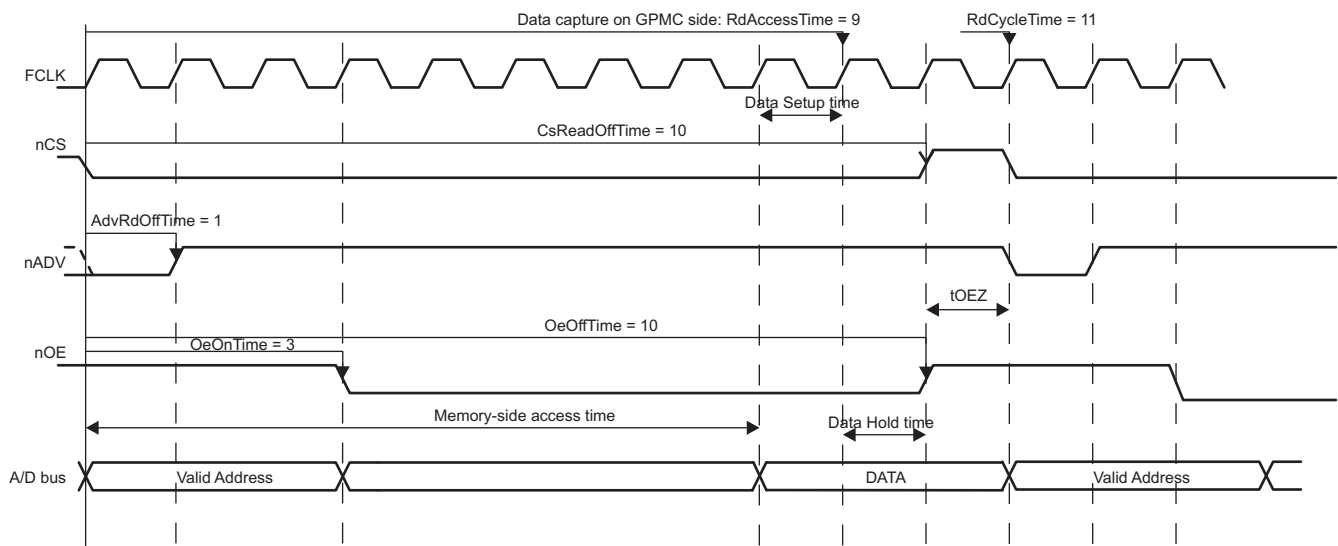 Data capture on GPMC side: RdAccessTime = 9
RdCycleTime = 11
FCLK
Data Setup time
CsReadOffTime = 10
nCS
AdvRdOffTime = 1
nADV
tOEZ
OeOffTime = 10
OeOnTime = 3
nOE
Memory-side access time
Data Hold time
A/D bus
Valid Address
DATA
Valid Address